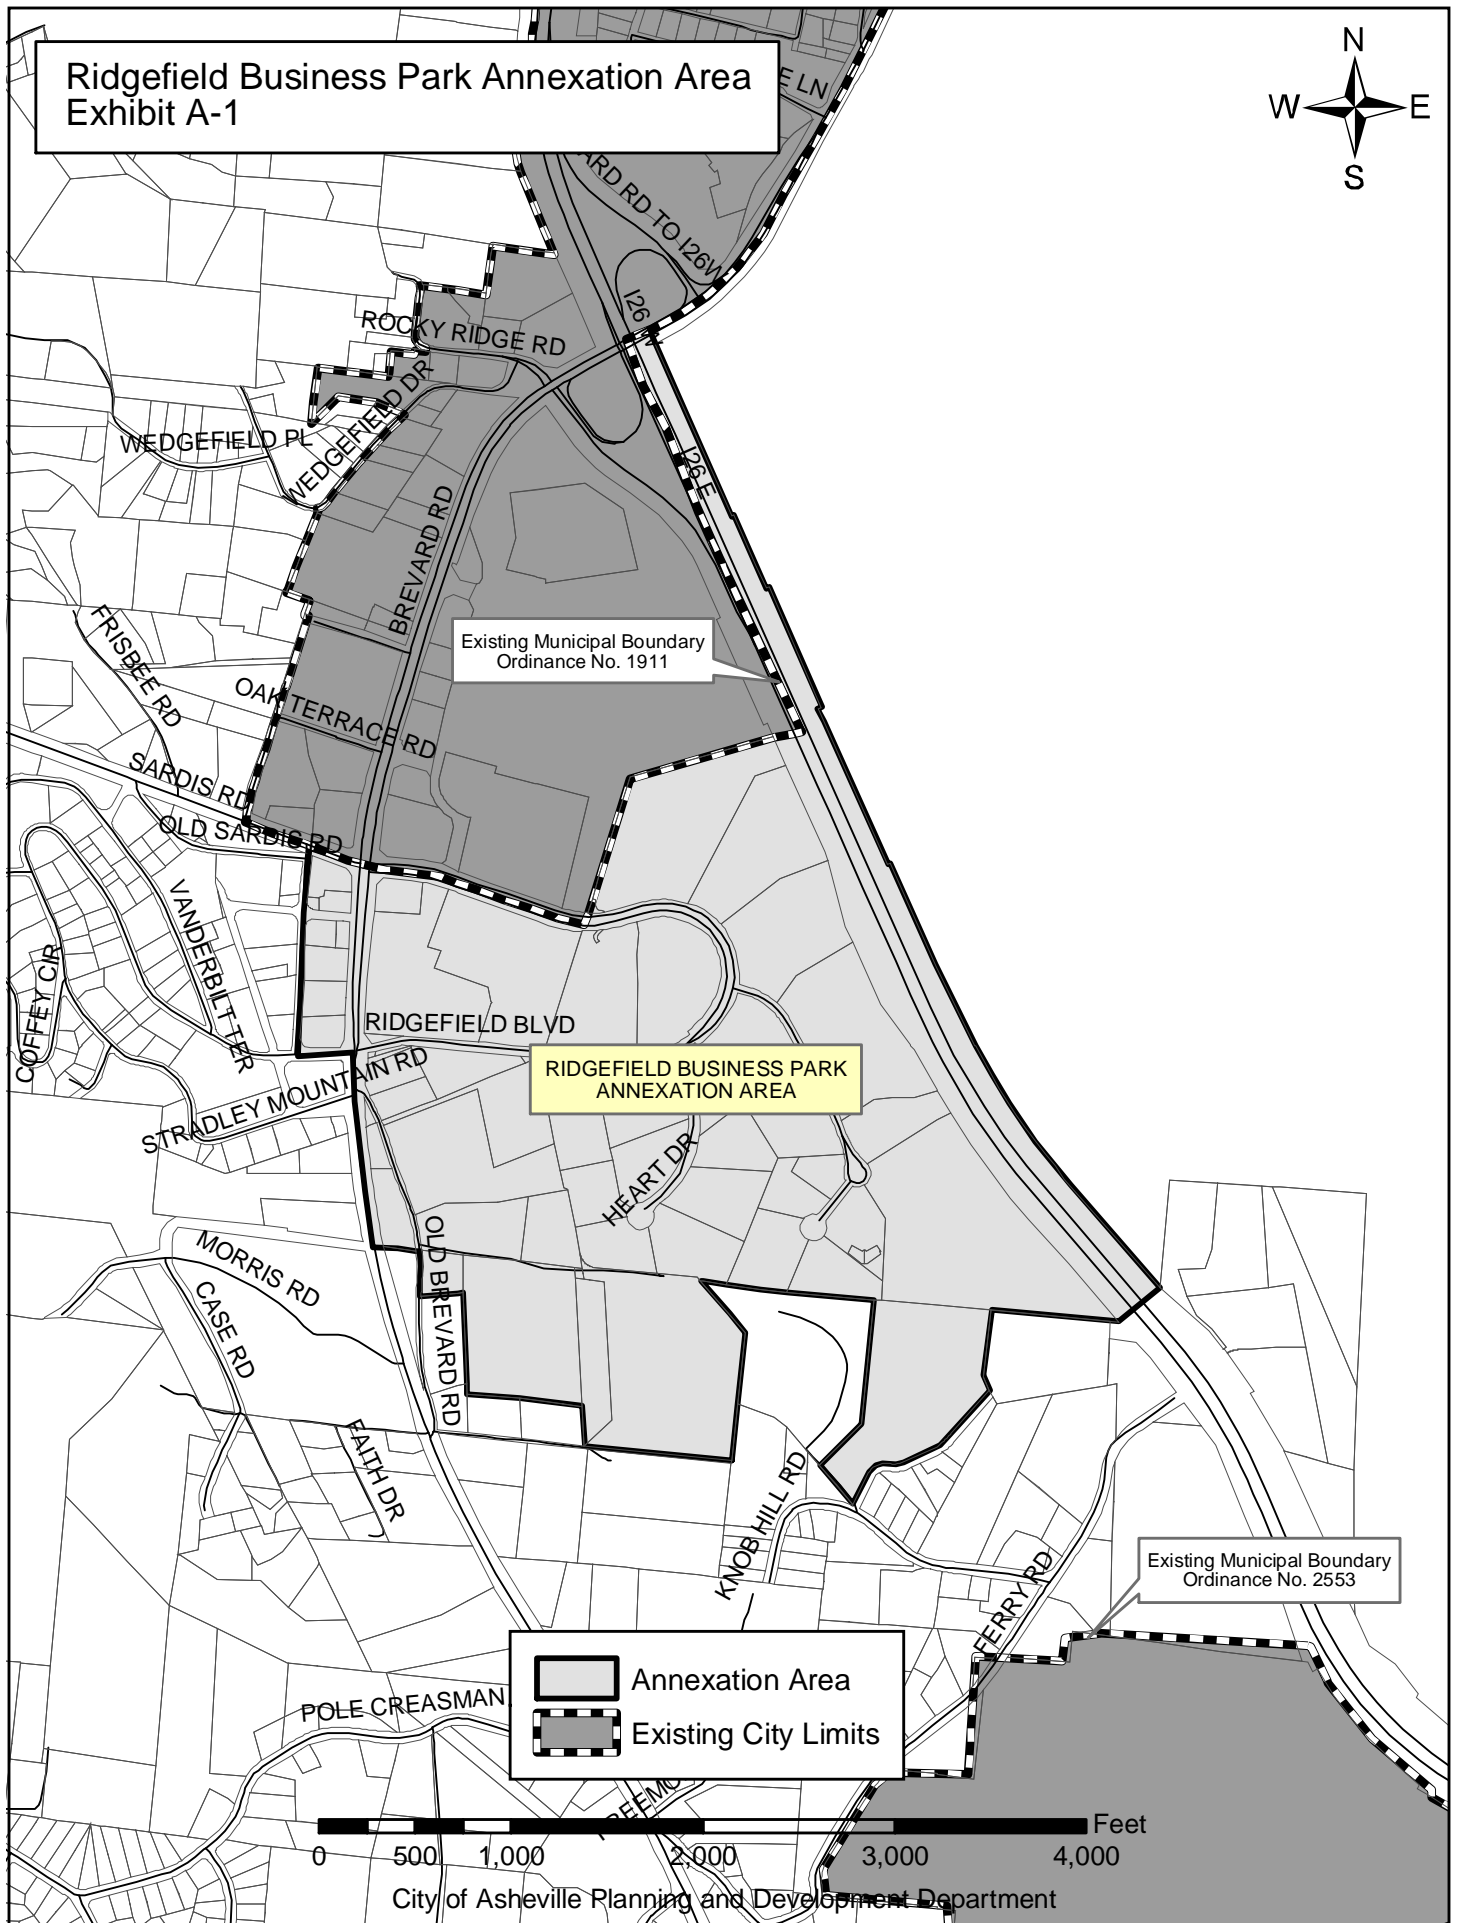 Ridgefield Business Park Annexation Area
Exhibit A-1
N
W E
S
E LN
ARD RD TO I26W
I26
ROCKY RIDGE RD
WEDGEFIELD DR
WEDGEFIELD PL
I26 E
BREVARD RD
FRISBEE RD
Existing Municipal Boundary
Ordinance No. 1911
OAK TERRACE RD
SARDIS RD
OLD SARDIS RD
VANDERBILT TER
COFFEY CIR
RIDGEFIELD BLVD
STRADLEY MOUNTAIN RD
RIDGEFIELD BUSINESS PARK
ANNEXATION AREA
HEART DR
OLD BREVARD RD
MORRIS RD
CASE RD
FAITH DR
KNOB HILL RD
FERRY RD
Existing Municipal Boundary
Ordinance No. 2553
Annexation Area
Existing City Limits
POLE CREASMAN
Feet
0 500 1,000 2,000 3,000 4,000
City of Asheville Planning and Development Department